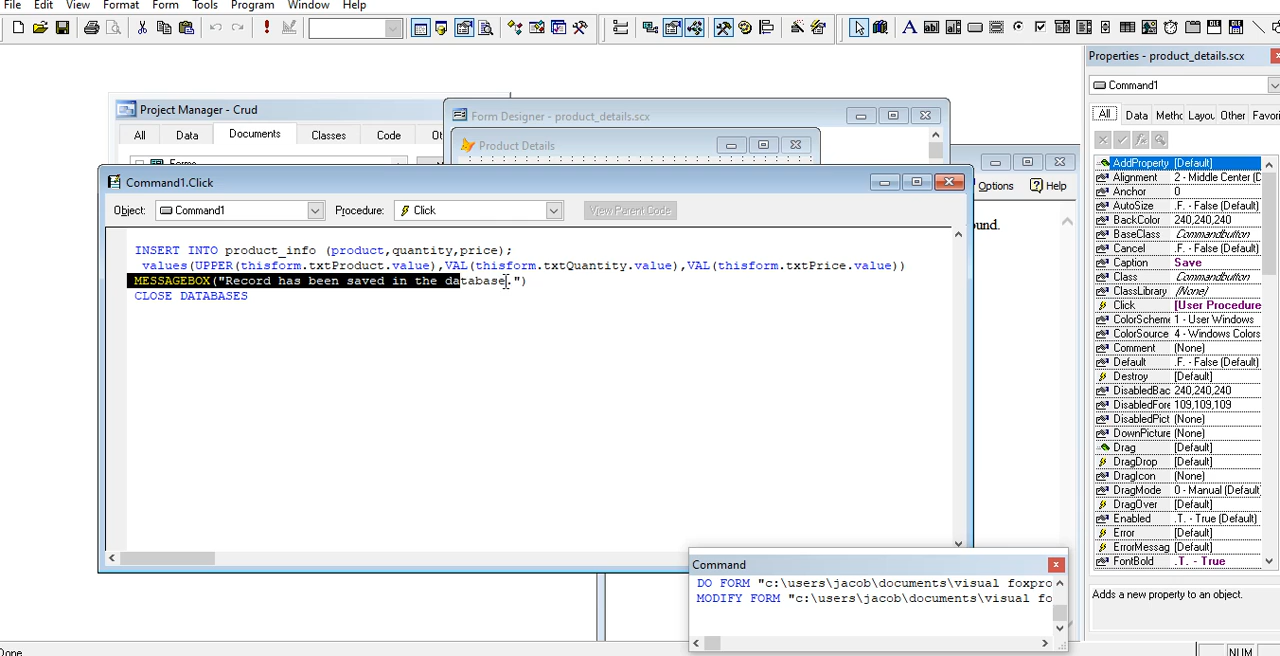 File Edit View Format Form Tools Program Window Help
Properties - product_details.scx
Command1
All Data Meth Layou Other Favori
Project Manager - Crud
All Data Documents Classes Code Ot
Forms
Form Designer - product_details.scx
Product Details
Options Help
ound.
Command1.Click
Object: Command1 Procedure: Click View Parent Code
INSERT INTO product_info (product,quantity,price);
values(UPPER(thisform.txtProduct.value),VAL(thisform.txtQuantity.value),VAL(thisform.txtPrice.value))
MESSAGEBOX("Record has been saved in the database.")
CLOSE DATABASES
AddProperty [Default]
Alignment 2 - Middle Center (D
Anchor 0
AutoSize .F. - False (Default)
BackColor 240,240,240
BaseClass Commandbutton
Cancel .F. - False (Default)
Caption Save
Class Commandbutton
ClassLibrary (None)
Click [User Procedure
ColorScheme 1 - User Windows
ColorSource 4 - Windows Colors
Comment (None)
Default .F. - False (Default)
Destroy [Default]
DisabledBac 240,240,240
DisabledFore 109,109,109
DisabledPict (None)
DownPicture (None)
Drag [Default]
DragDrop [Default]
DragIcon (None)
DragMode 0 - Manual (Default
DragOver [Default]
Enabled .T. - True (Default)
Error [Default]
ErrorMessag [Default]
FontBold .T. - True
Adds a new property to an object.
Command
DO FORM "c:\users\jacob\documents\visual foxpro
MODIFY FORM "c:\users\jacob\documents\visual fo
Done NUM